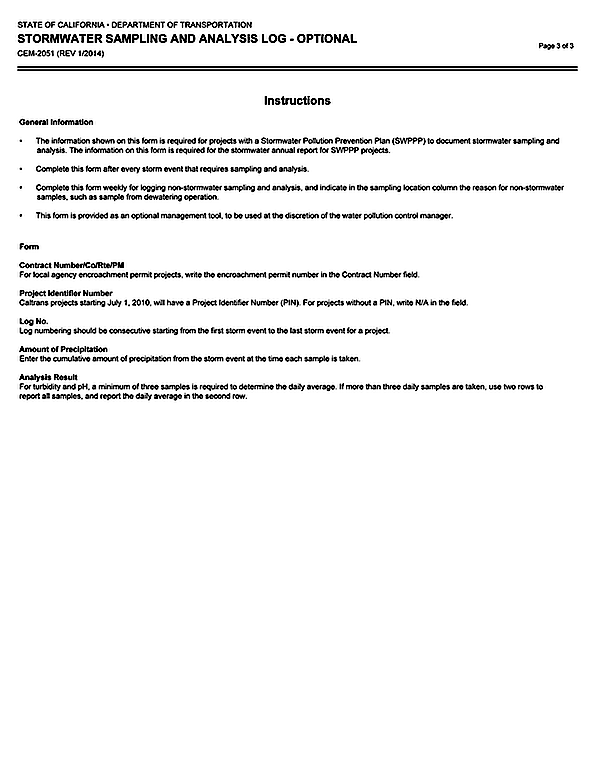 STATE OF CALIFORNIA • DEPARTMENT OF TRANSPORTATION
STORMWATER SAMPLING AND ANALYSIS LOG - OPTIONAL
CEM-2051 (REV 1/2014)
Page 3 of 3
Instructions
General Information
• The information shown on this form is required for projects with a Stormwater Pollution Prevention Plan (SWPPP) to document stormwater sampling and
analysis. The information on this form is required for the stormwater annual report for SWPPP projects.
• Complete this form after every storm event that requires sampling and analysis.
• Complete this form weekly for logging non-stormwater sampling and analysis, and indicate in the sampling location column the reason for non-stormwater
samples, such as sample from dewatering operation.
• This form is provided as an optional management tool, to be used at the discretion of the water pollution control manager.
Form
Contract Number/Co/Rte/PM
For local agency encroachment permit projects, write the encroachment permit number in the Contract Number field.
Project Identifier Number
Caltrans projects starting July 1, 2010, will have a Project Identifier Number (PIN). For projects without a PIN, write N/A in the field.
Log No.
Log numbering should be consecutive starting from the first storm event to the last storm event for a project.
Amount of Precipitation
Enter the cumulative amount of precipitation from the storm event at the time each sample is taken.
Analysis Result
For turbidity and pH, a minimum of three samples is required to determine the daily average. If more than three daily samples are taken, use two rows to
report all samples, and report the daily average in the second row.